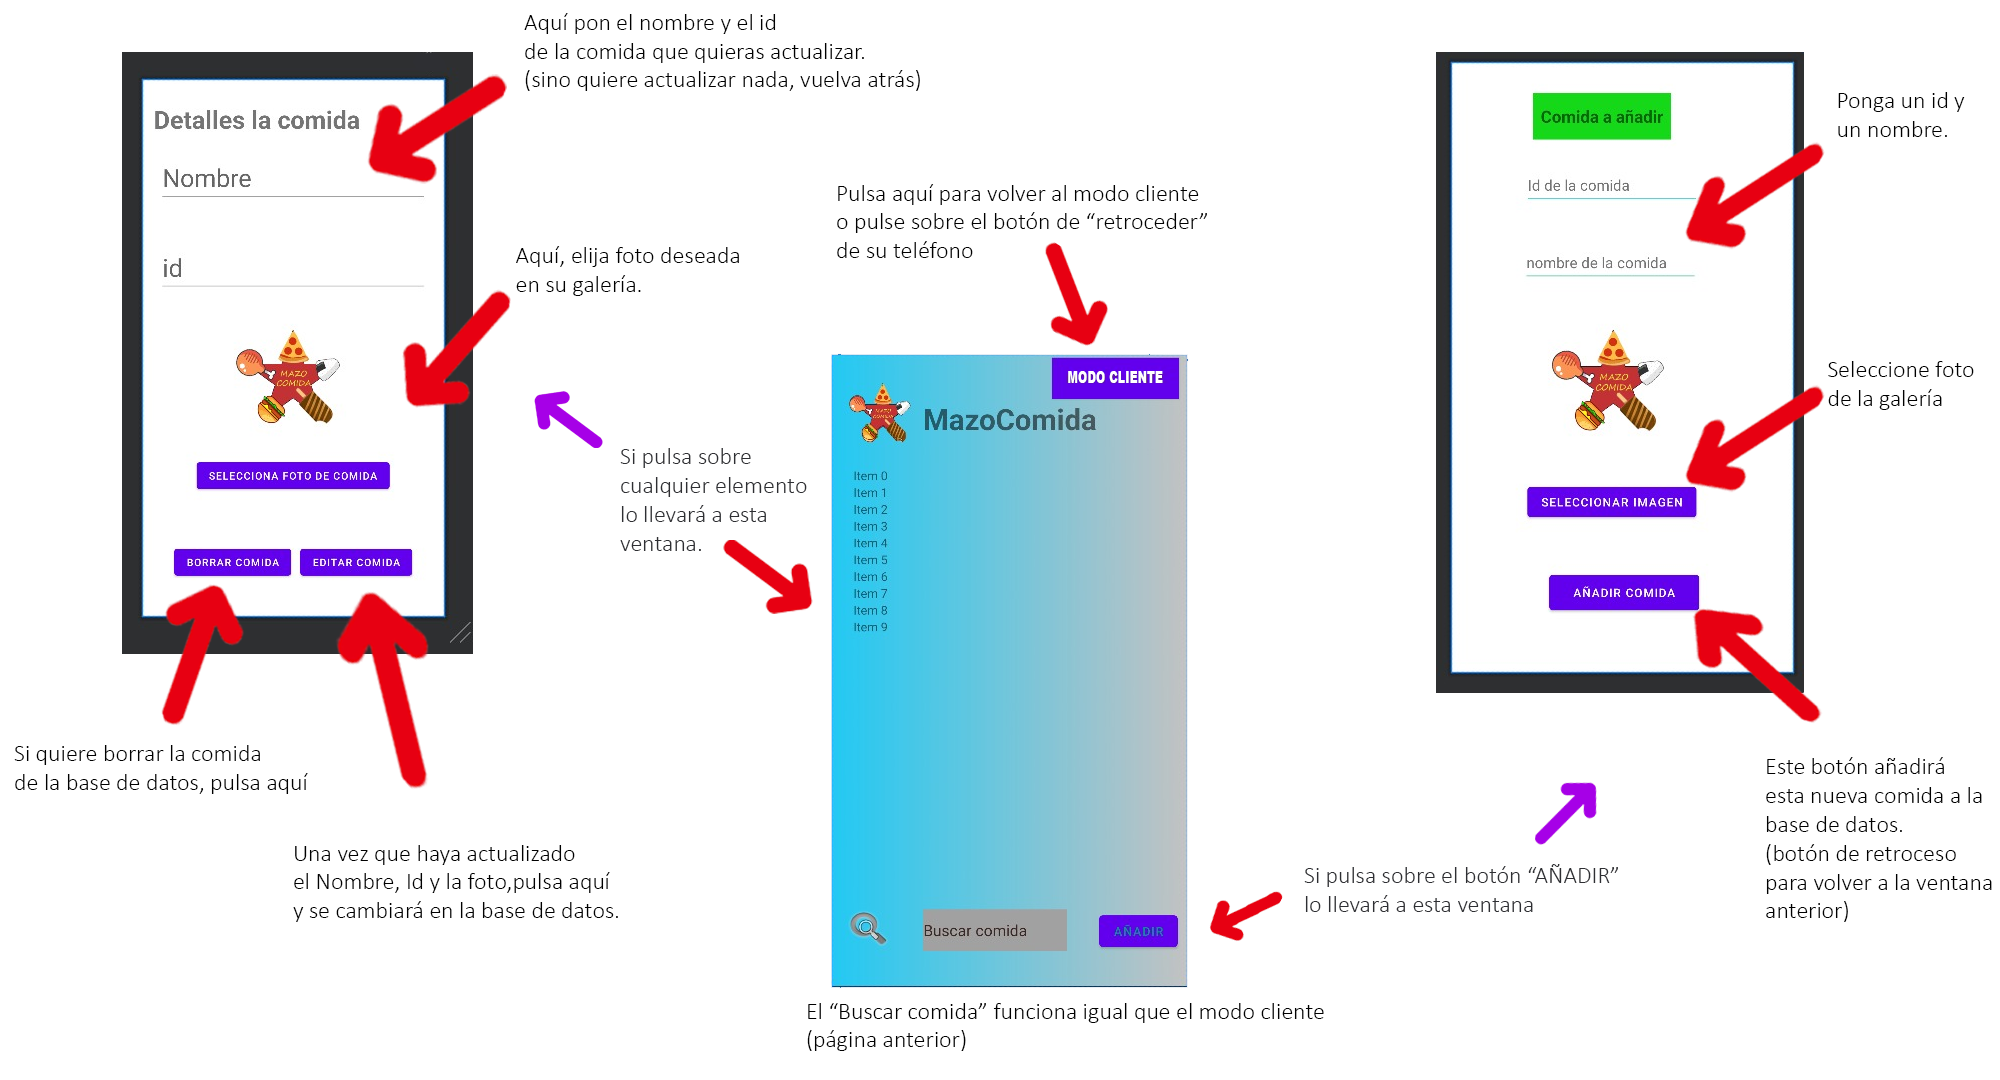 Aquí pon el nombre y el id
de la comida que quieras actualizar.
(sino quiere actualizar nada, vuelva atrás)
Detalles la comida
Nombre
id
Aquí, elija foto deseada
en su galería.
MAZO
COMIDA
SELECCIONA FOTO DE COMIDA
BORRAR COMIDA
EDITAR COMIDA
Si quiere borrar la comida
de la base de datos, pulsa aquí
Una vez que haya actualizado
el Nombre, Id y la foto,pulsa aquí
y se cambiará en la base de datos.
Si pulsa sobre
cualquier elemento
lo llevará a esta
ventana.
Pulsa aquí para volver al modo cliente
o pulse sobre el botón de “retroceder”
de su teléfono
MODO CLIENTE
MAZO
COMIDA
MazoComida
Item 0
Item 1
Item 2
Item 3
Item 4
Item 5
Item 6
Item 7
Item 8
Item 9
Buscar comida
AÑADIR
El “Buscar comida” funciona igual que el modo cliente
(página anterior)
Si pulsa sobre el botón “AÑADIR”
lo llevará a esta ventana
Comida a añadir
Id de la comida
nombre de la comida
MAZO
COMIDA
SELECCIONAR IMAGEN
AÑADIR COMIDA
Ponga un id y
un nombre.
Seleccione foto
de la galería
Este botón añadirá
esta nueva comida a la
base de datos.
(botón de retroceso
para volver a la ventana
anterior)